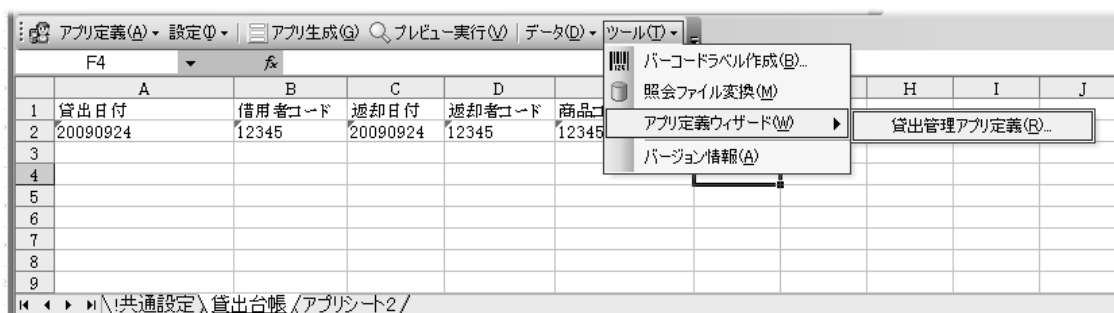 アプリ定義(A) 設定(I) アプリ生成(G) プレビュー実行(V) データ(D) ツール(T)
F4 fx
バーコードラベル作成(B)...
照会ファイル変換(M)
アプリ定義ウィザード(W) 貸出管理アプリ定義(R)...
バージョン情報(A)
A B C D H I J
1 貸出日付 借用者コード 返却日付 返却者コード 商品コ
2 20090924 12345 20090924 12345 12345
3
4
5
6
7
8
9
!共通設定 貸出台帳 アプリシート2